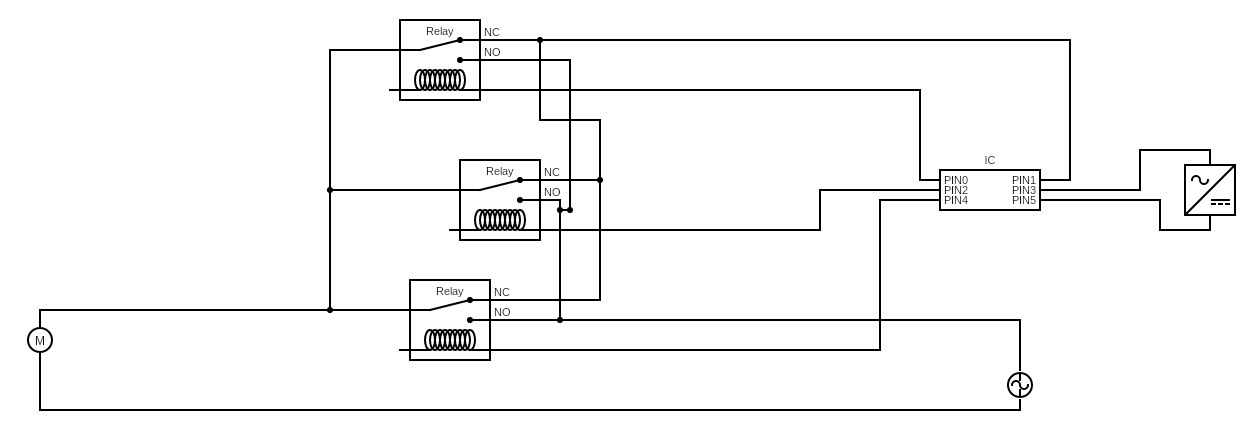 Relay
NC
NO
Relay
NC
NO
IC
PIN0 PIN1
PIN2 PIN3
PIN4 PIN5
Relay
NC
NO
M